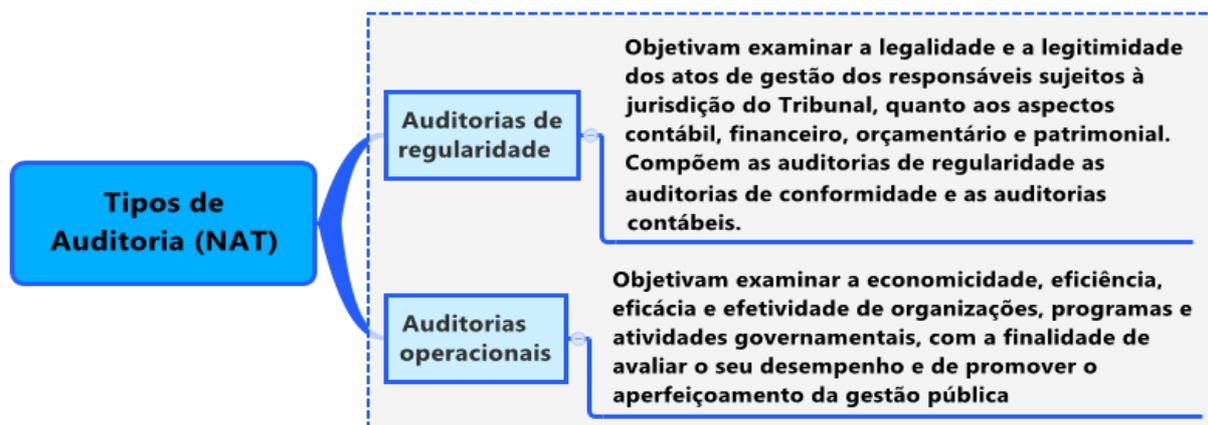 Tipos de
Auditoria (NAT)
Auditorias de
regularidade
Objetivam examinar a legalidade e a legitimidade
dos atos de gestão dos responsáveis sujeitos à
jurisdição do Tribunal, quanto aos aspectos
contábil, financeiro, orçamentário e patrimonial.
Compõem as auditorias de regularidade as
auditorias de conformidade e as auditorias
contábeis.
Auditorias
operacionais
Objetivam examinar a economicidade, eficiência,
eficácia e efetividade de organizações, programas e
atividades governamentais, com a finalidade de
avaliar o seu desempenho e de promover o
aperfeiçoamento da gestão pública